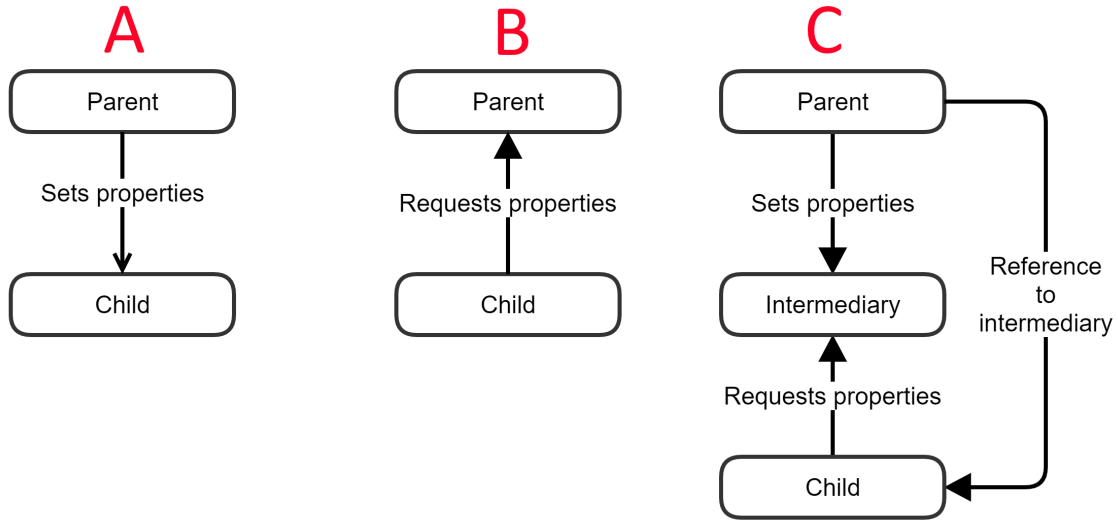 A
Parent
Sets properties
Child
B
Parent
Requests properties
Child
C
Parent
Sets properties
Intermediary
Requests properties
Child
Reference
to
intermediary